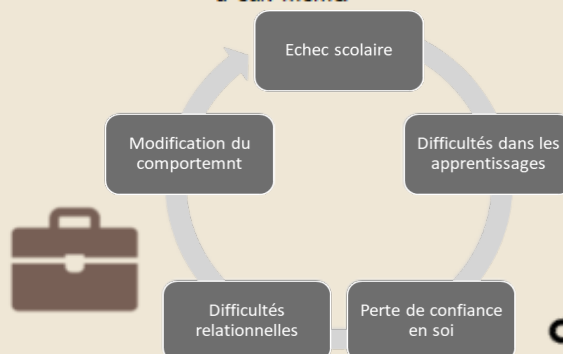 Echec scolaire
Difficultés dans les
apprentissages
Perte de confiance
en soi
Difficultés
relationnelles
Modification du
comportemnt